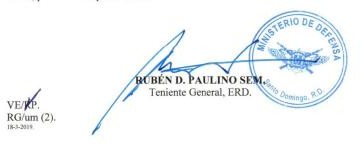 RUBÉN D. PAULINO SEM,
Teniente General, ERD.
MINISTERIO DE DEFENSA
Santo Domingo, R.D.
VE/RP.
RG/um (2).
18-3-2019.